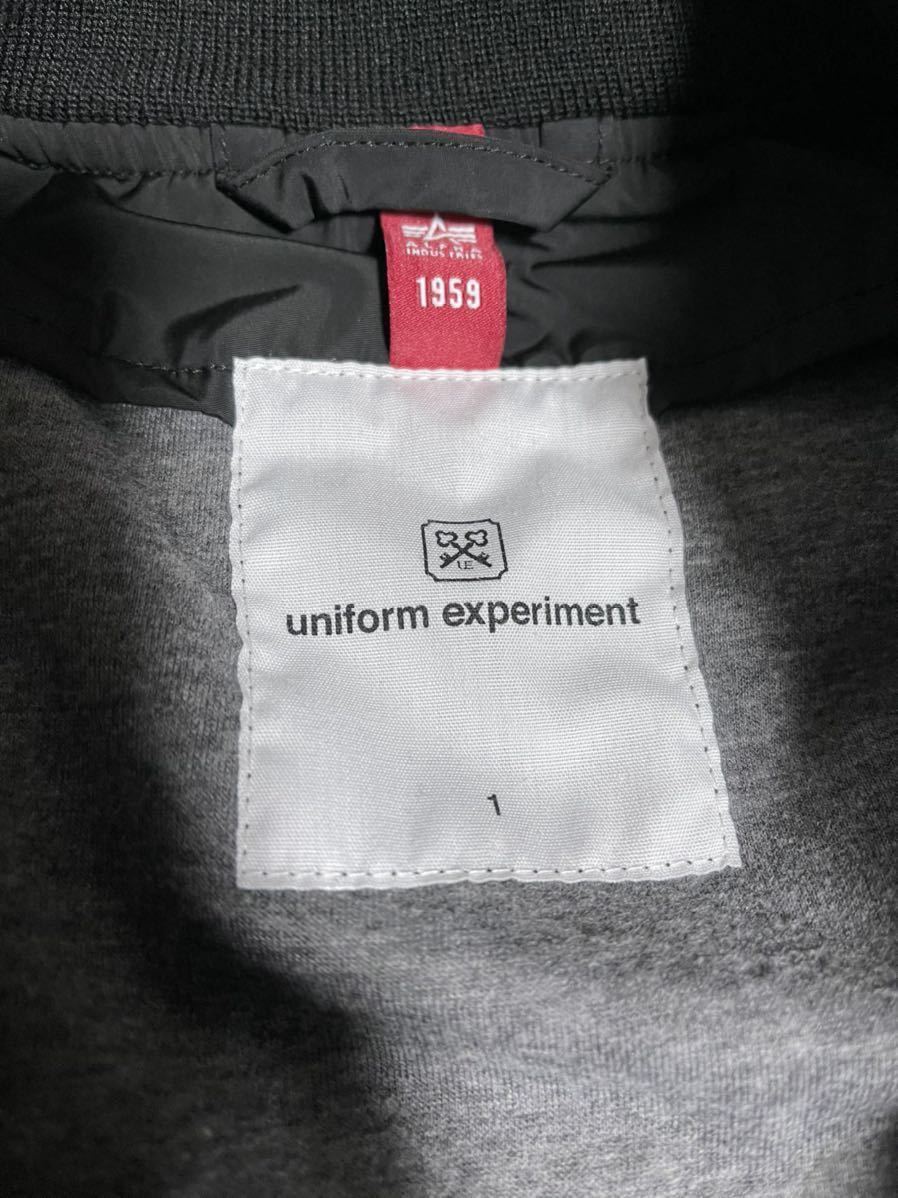 ALPHA
INDUSTRIES
1959
UE
uniform experiment
1